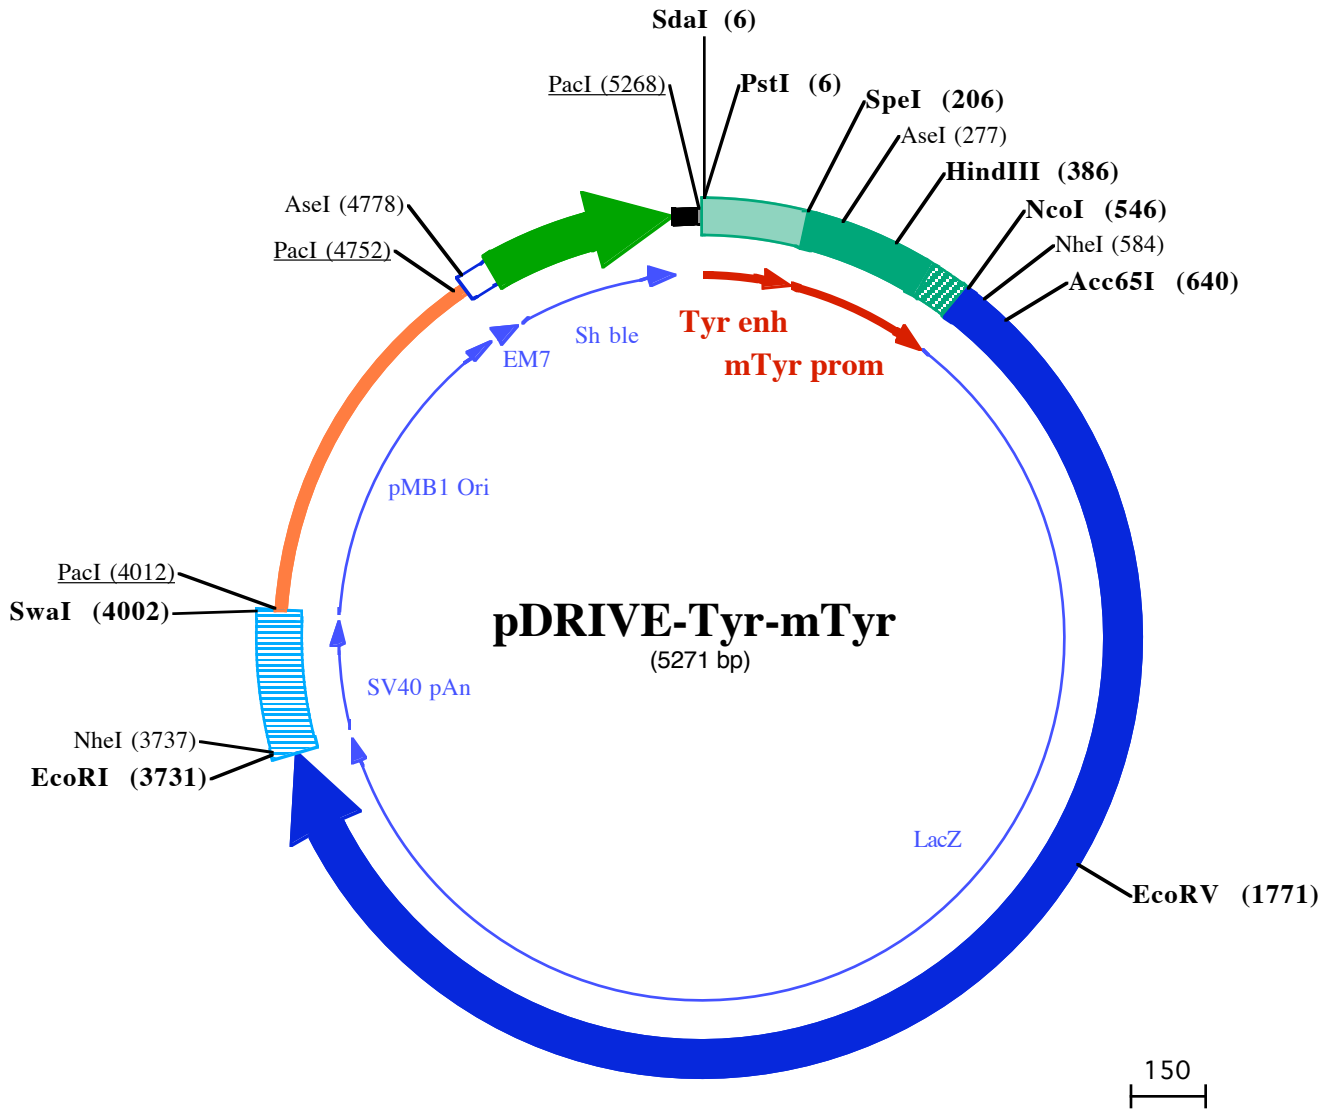 SdaI (6)
PacI (5268)
PstI (6)
SpeI (206)
AseI (277)
HindIII (386)
AseI (4778)
NcoI (546)
PacI (4752)
NheI (584)
Acc65I (640)
Tyr enh
Sh ble
EM7
mTyr prom
pMB1 Ori
PacI (4012)
SwaI (4002)
pDRIVE-Tyr-mTyr
(5271 bp)
SV40 pAn
NheI (3737)
EcoRI (3731)
LacZ
EcoRV (1771)
150